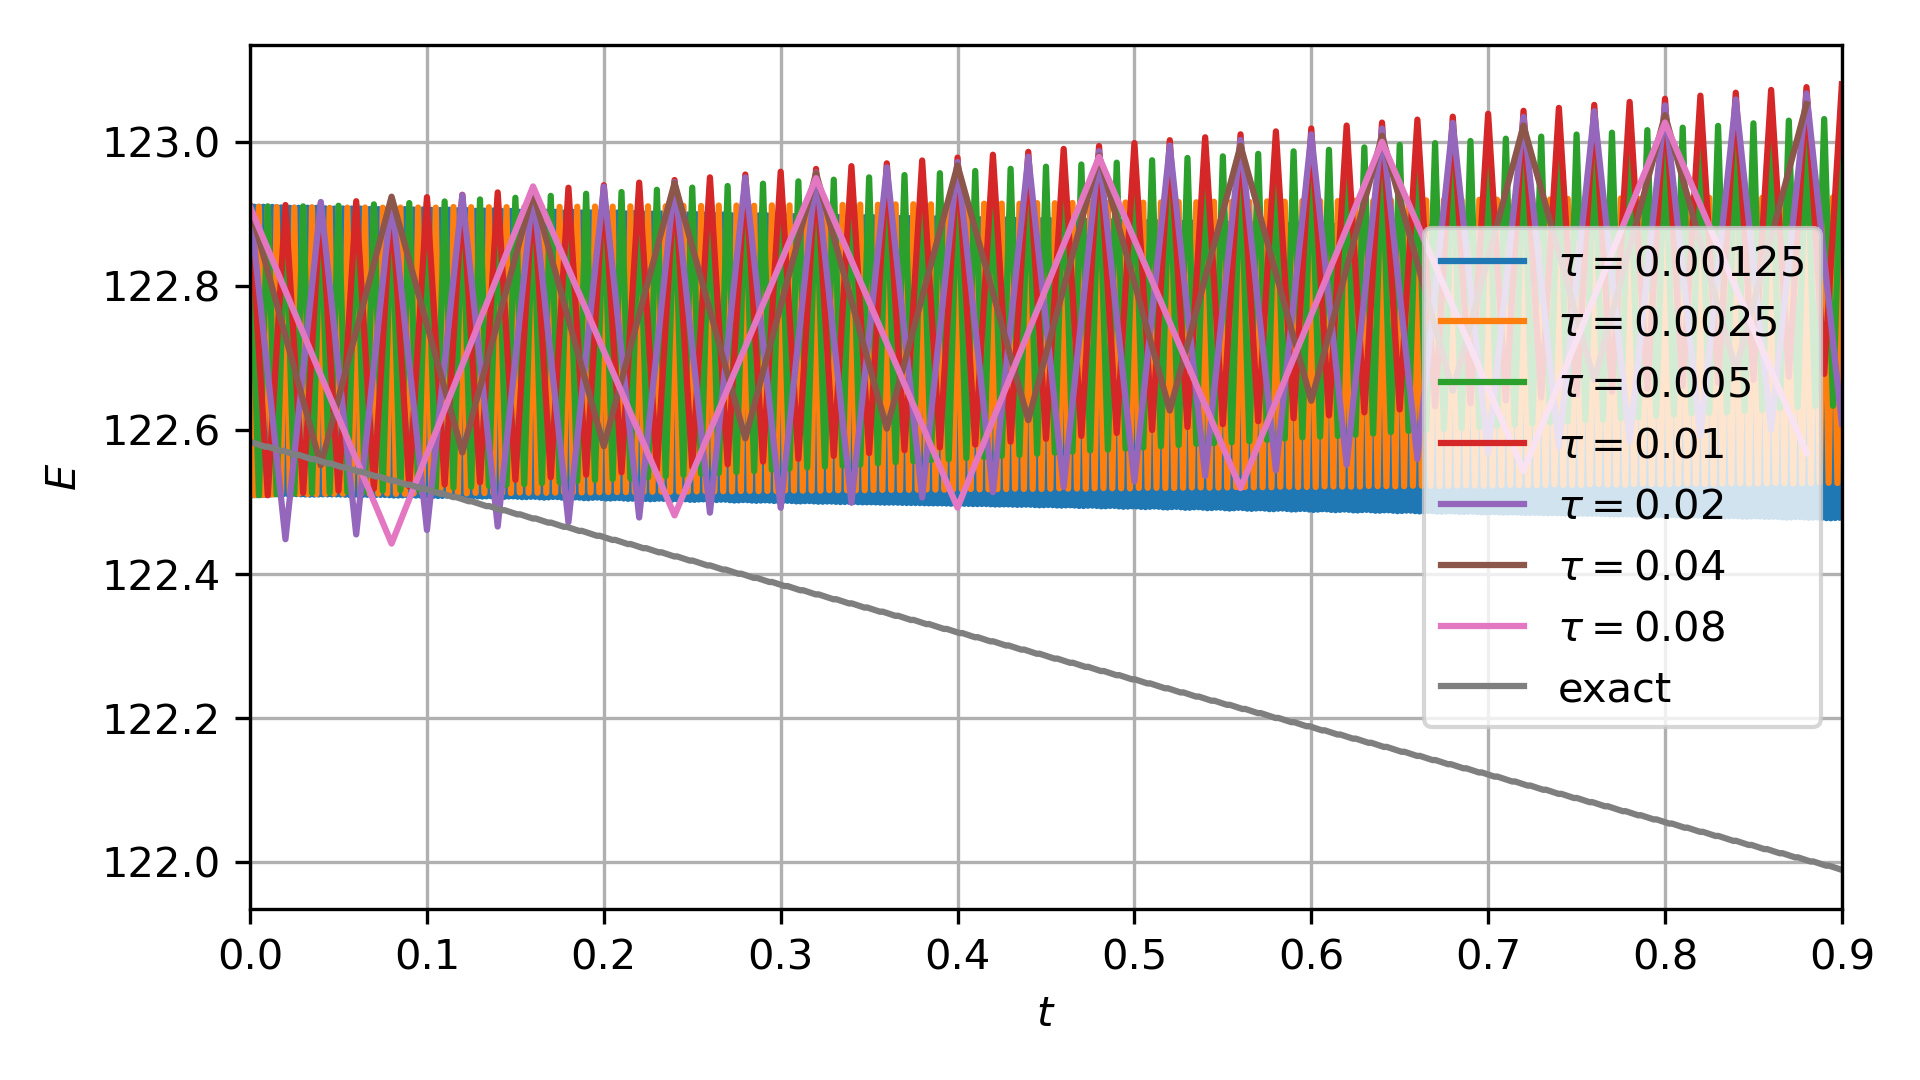 E
123.0
122.8
122.6
122.4
122.2
122.0
0.0 0.1 0.2 0.3 0.4 0.5 0.6 0.7 0.8 0.9
t
τ = 0.00125
τ = 0.0025
τ = 0.005
τ = 0.01
τ = 0.02
τ = 0.04
τ = 0.08
exact